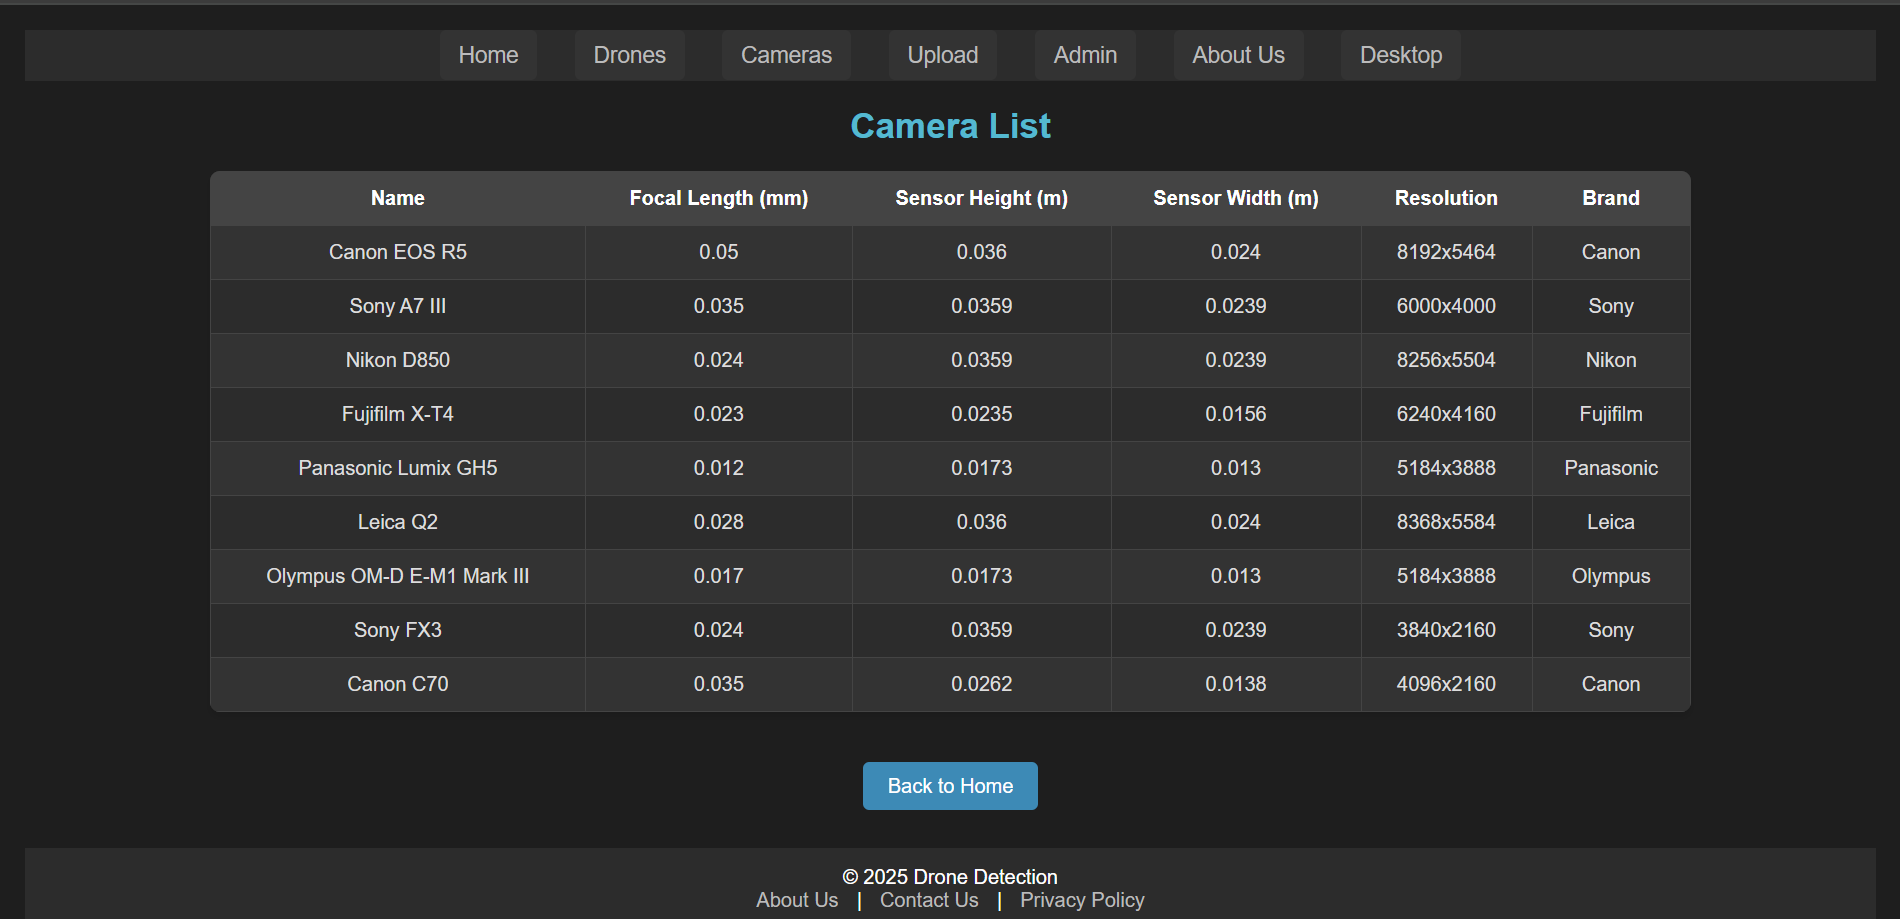 Home Drones Cameras Upload Admin About Us Desktop
Camera List
Name Focal Length (mm) Sensor Height (m) Sensor Width (m) Resolution Brand
Canon EOS R5 0.05 0.036 0.024 8192x5464 Canon
Sony A7 III 0.035 0.0359 0.0239 6000x4000 Sony
Nikon D850 0.024 0.0359 0.0239 8256x5504 Nikon
Fujifilm X-T4 0.023 0.0235 0.0156 6240x4160 Fujifilm
Panasonic Lumix GH5 0.012 0.0173 0.013 5184x3888 Panasonic
Leica Q2 0.028 0.036 0.024 8368x5584 Leica
Olympus OM-D E-M1 Mark III 0.017 0.0173 0.013 5184x3888 Olympus
Sony FX3 0.024 0.0359 0.0239 3840x2160 Sony
Canon C70 0.035 0.0262 0.0138 4096x2160 Canon
Back to Home
© 2025 Drone Detection
About Us | Contact Us | Privacy Policy